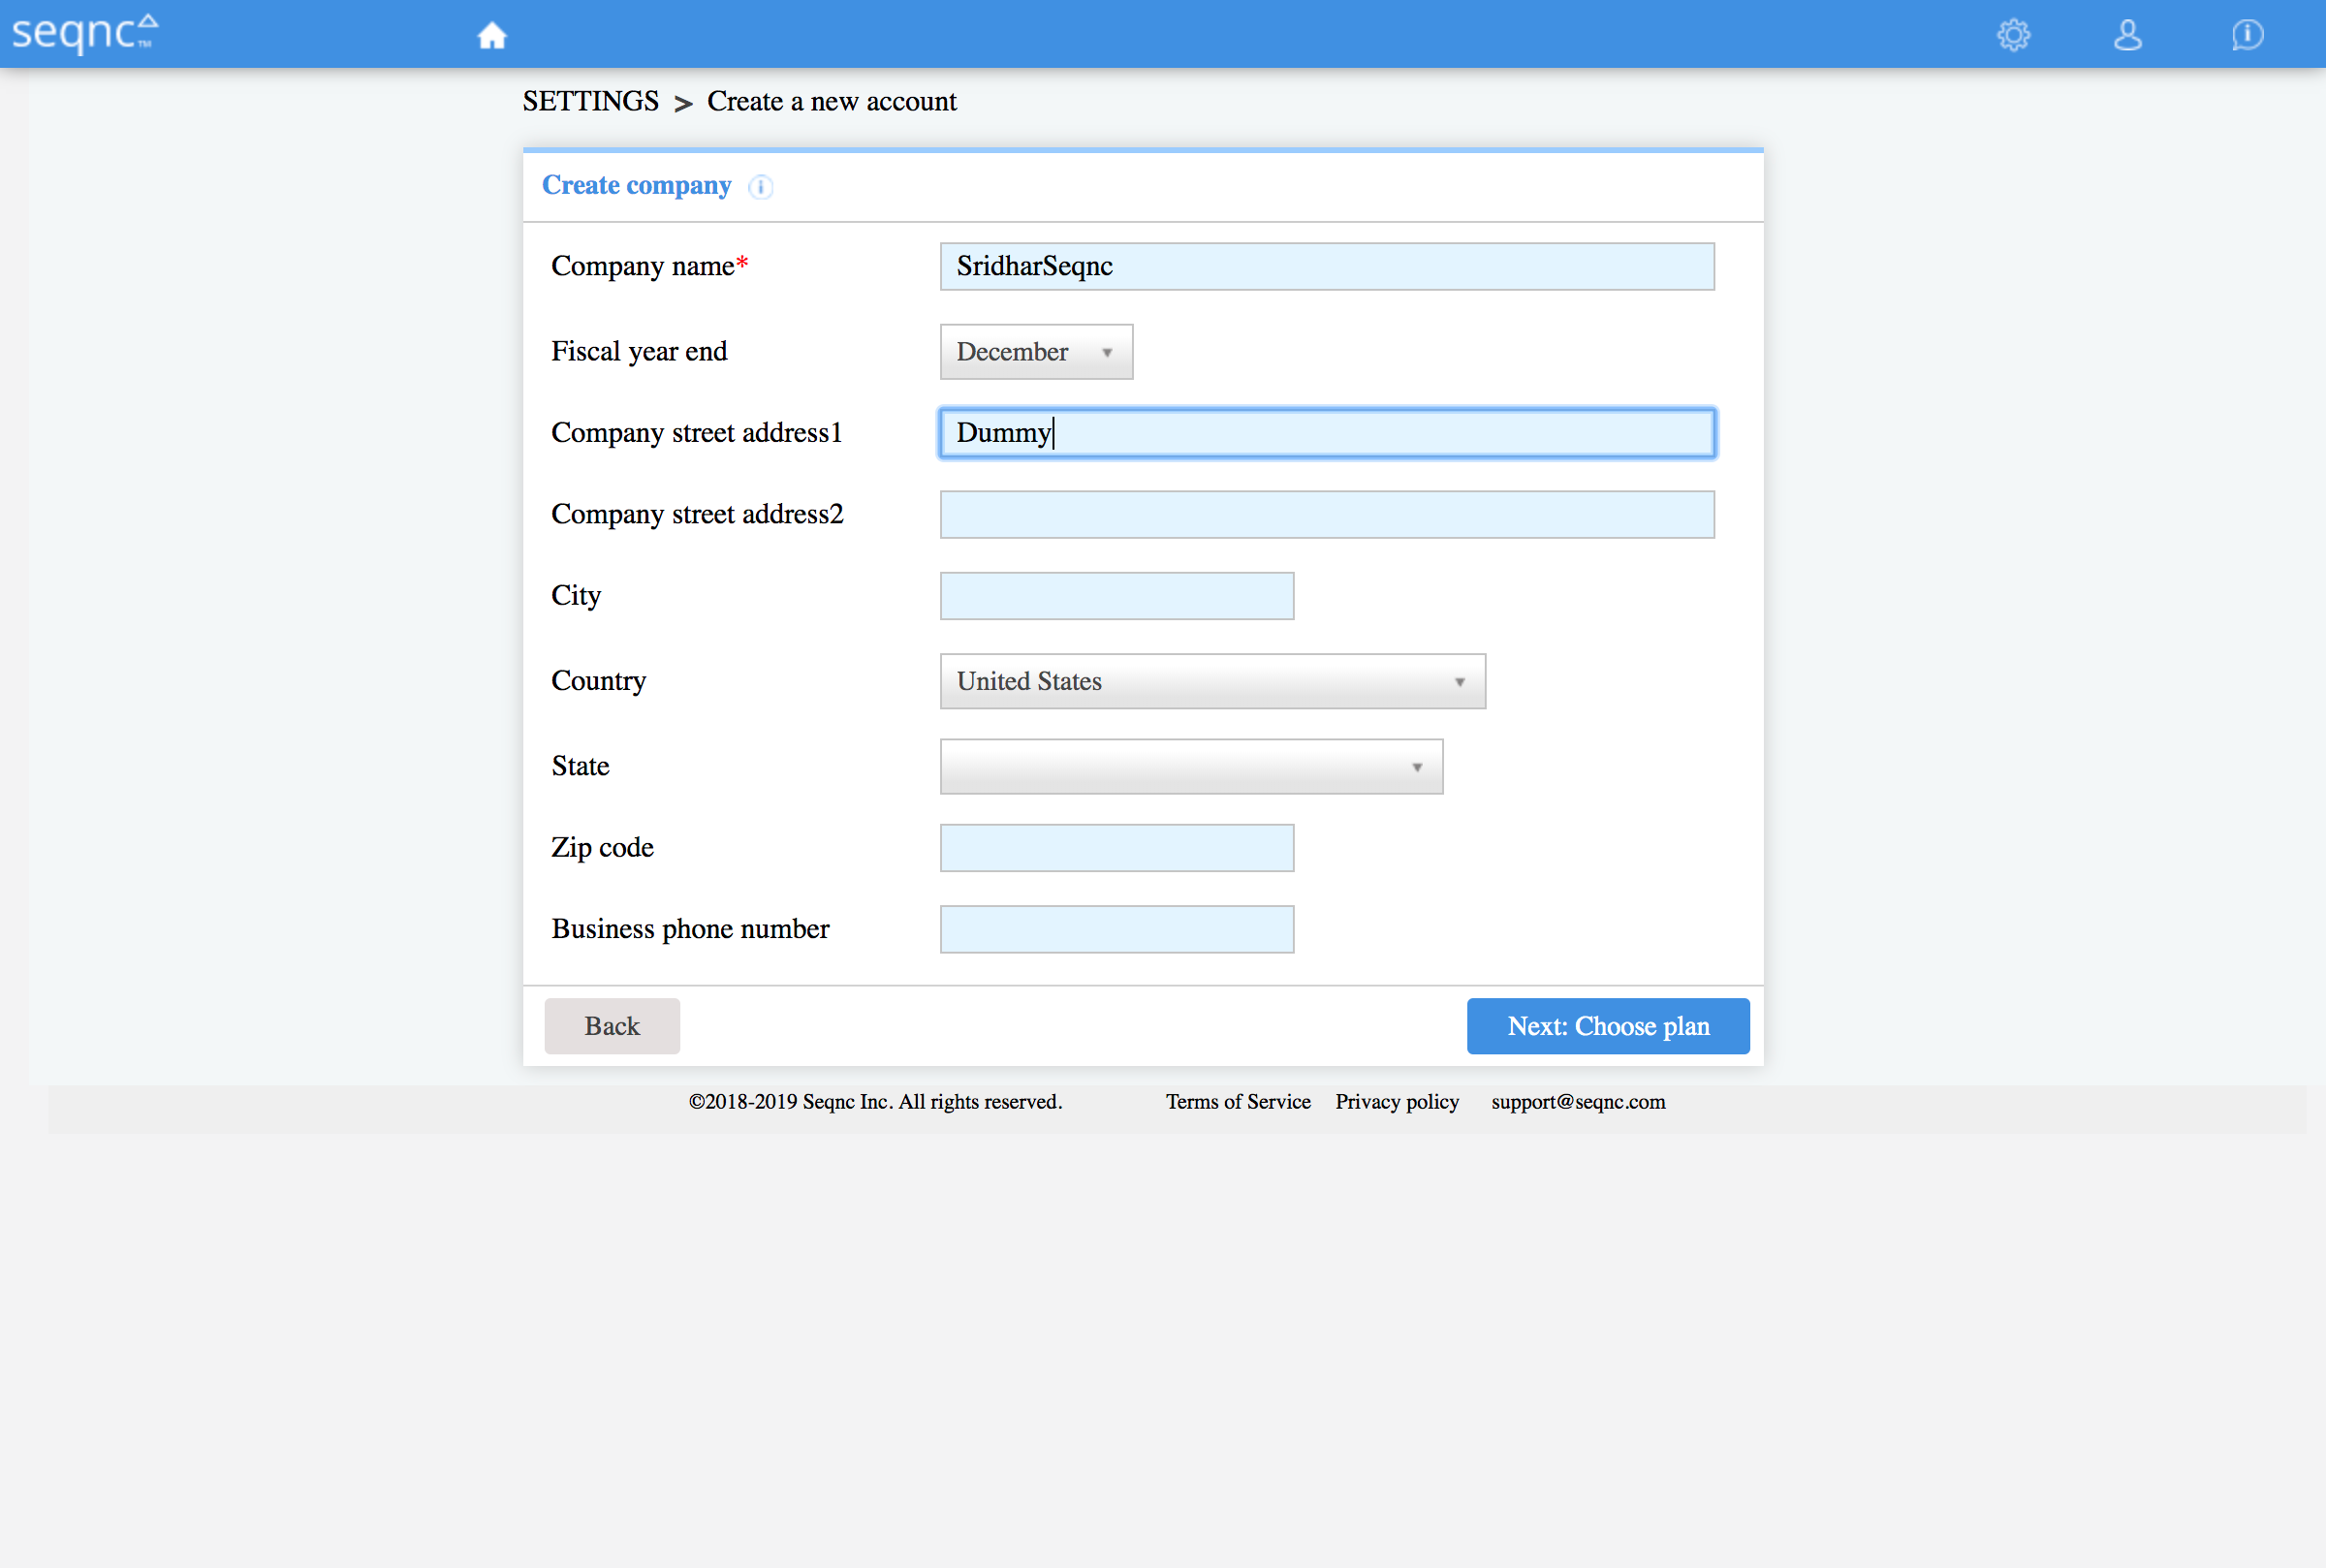 seqnc™
SETTINGS > Create a new account
Create company
Company name* SridharSeqnc
Fiscal year end December
Company street address1 Dummy
Company street address2
City
Country United States
State
Zip code
Business phone number
Back Next: Choose plan
©2018-2019 Seqnc Inc. All rights reserved. Terms of Service Privacy policy support@seqnc.com